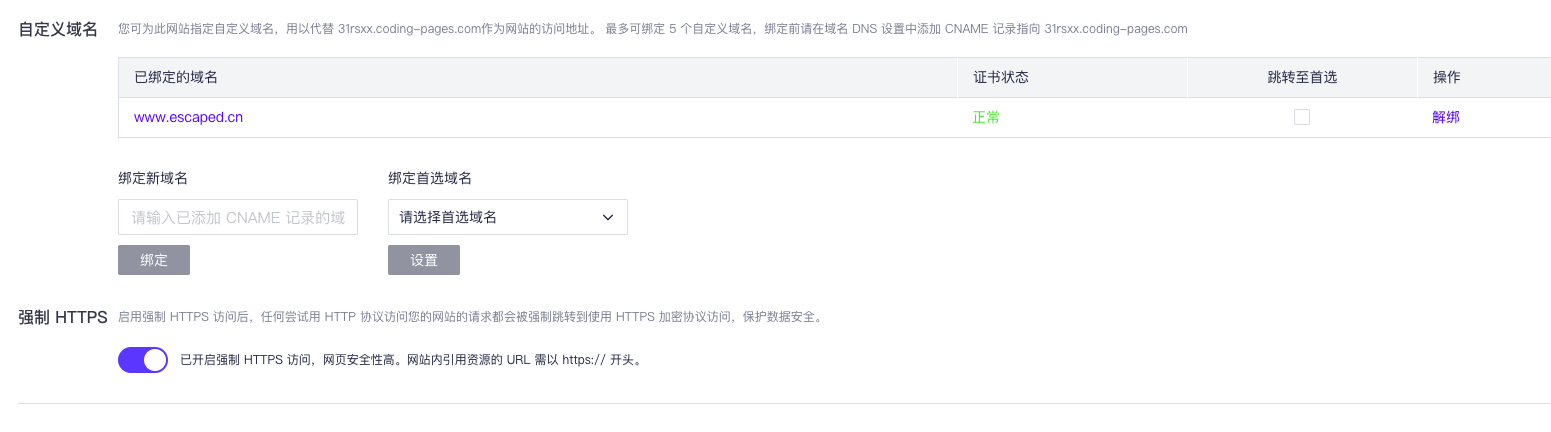 自定义域名 您可为此网站指定自定义域名，用以代替 31rsxx.coding-pages.com作为网站的访问地址。 最多可绑定 5 个自定义域名，绑定前请在域名 DNS 设置中添加 CNAME 记录指向 31rsxx.coding-pages.com
已绑定的域名 证书状态 跳转至首选 操作
www.escaped.cn 正常 解绑
绑定新域名 绑定首选域名
请输入已添加 CNAME 记录的域 请选择首选域名
绑定 设置
强制 HTTPS 启用强制 HTTPS 访问后，任何尝试用 HTTP 协议访问您的网站的请求都会被强制跳转到使用 HTTPS 加密协议访问，保护数据安全。
已开启强制 HTTPS 访问，网页安全性高。网站内引用资源的 URL 需以 https:// 开头。